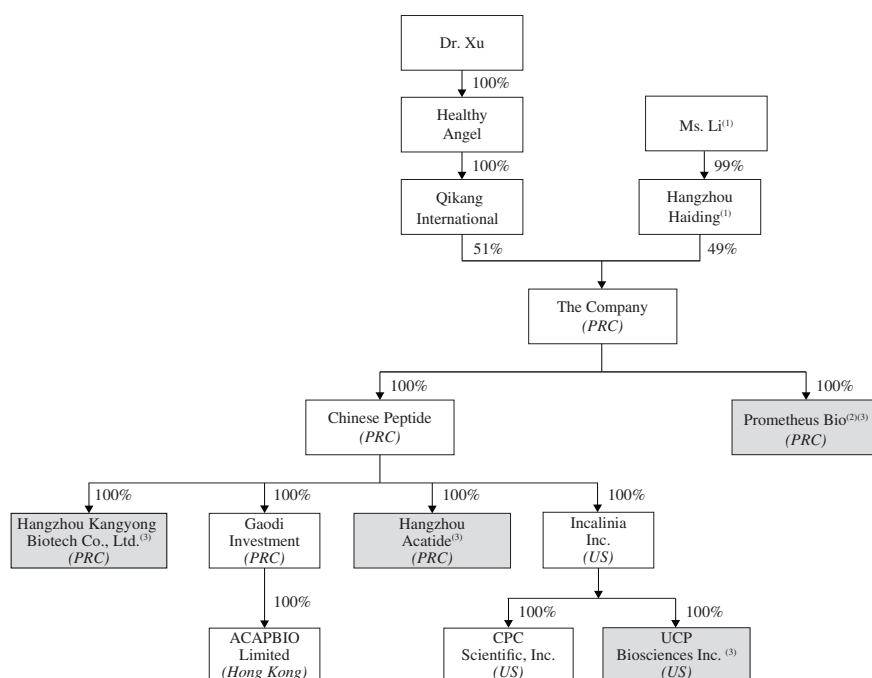 Dr. Xu
100%
Healthy
Angel
Ms. Li(1)
100%
99%
Qikang
International
Hangzhou
Haiding(1)
51%
49%
The Company
(PRC)
100%
100%
Chinese Peptide
(PRC)
Prometheus Bio(2)(3)
(PRC)
100%
100%
100%
100%
Hangzhou Kangyong
Biotech Co., Ltd.(3)
(PRC)
Gaodi
Investment
(PRC)
Hangzhou
Acatide(3)
(PRC)
Incalinia
Inc.
(US)
100%
100%
100%
ACAPBIO
Limited
(Hong Kong)
CPC
Scientific, Inc.
(US)
UCP
Biosciences Inc. (3)
(US)